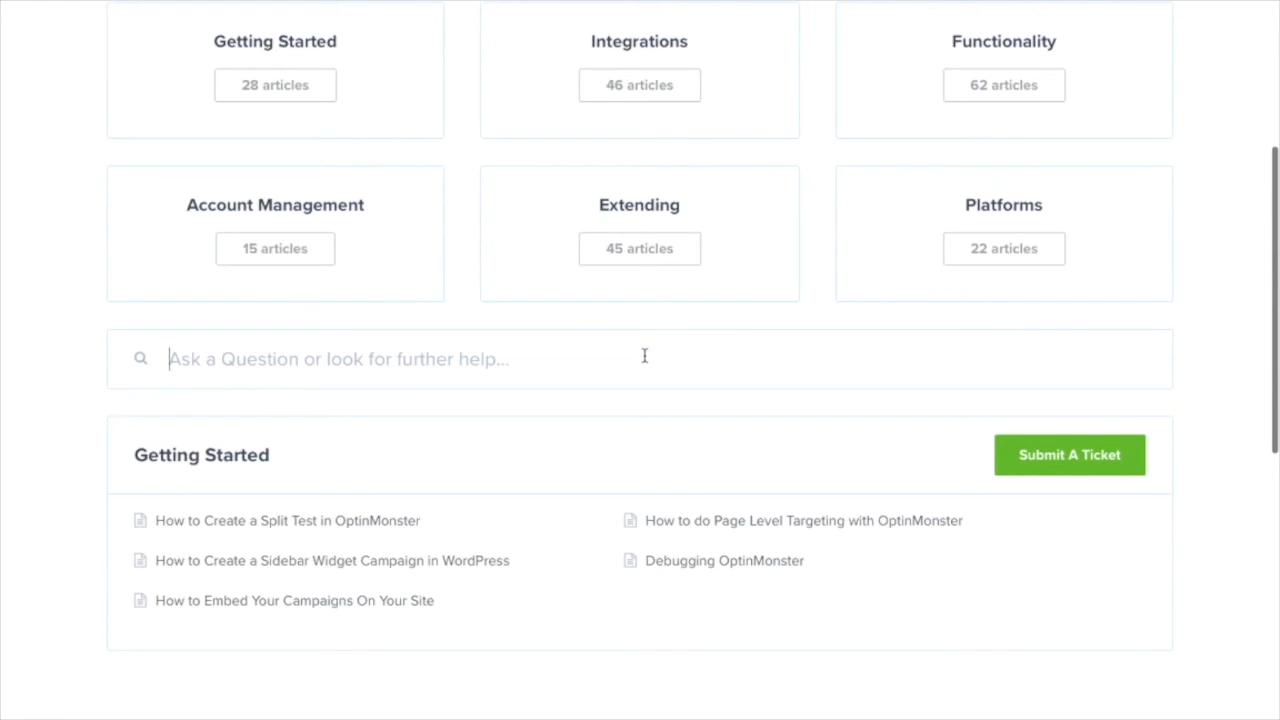 Getting Started
28 articles
Integrations
46 articles
Functionality
62 articles
Account Management
15 articles
Extending
45 articles
Platforms
22 articles
Ask a Question or look for further help...
Getting Started
Submit A Ticket
How to Create a Split Test in OptinMonster
How to do Page Level Targeting with OptinMonster
How to Create a Sidebar Widget Campaign in WordPress
Debugging OptinMonster
How to Embed Your Campaigns On Your Site